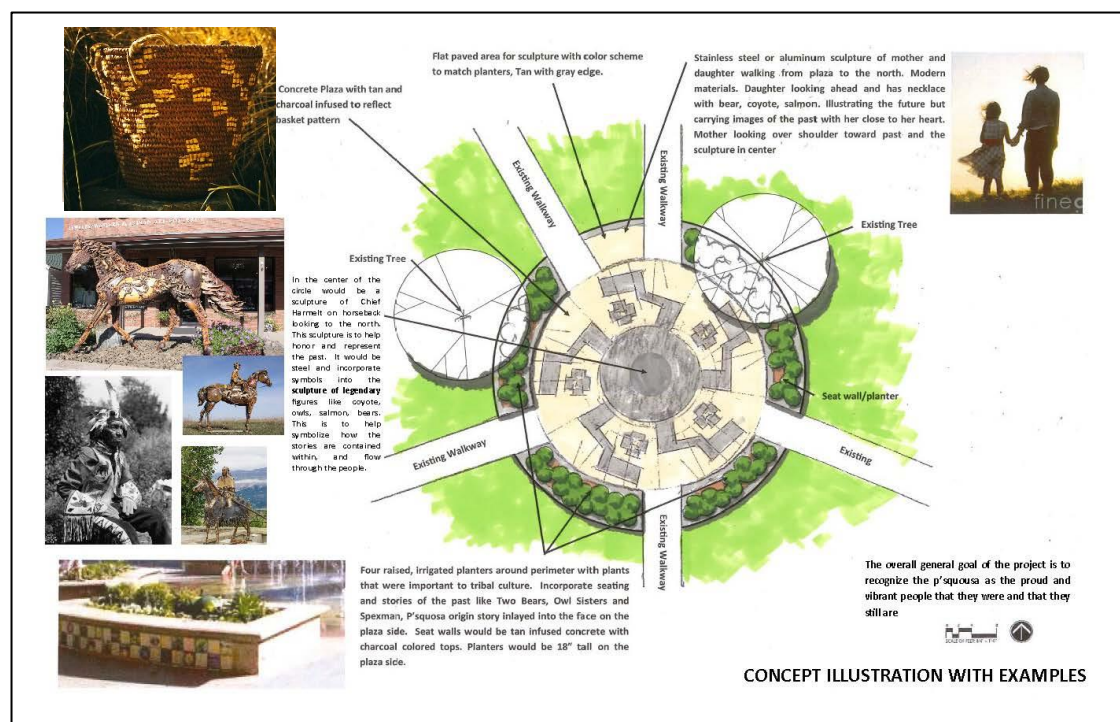 Flat paved area for sculpture with color scheme
to match planters, Tan with gray edge.
Stainless steel or aluminum sculpture of mother and
daughter walking from plaza to the north. Modern
materials. Daughter looking ahead and has necklace
with bear, coyote, salmon. Illustrating the future but
carrying images of the past with her close to her heart.
Mother looking over shoulder toward past and the
sculpture in center
Concrete Plaza with tan and
charcoal infused to reflect
basket pattern
fine
Existing Walkway
Existing Walkway
Existing Tree
Existing Tree
In the center of the
circle would be a
sculpture of Chief
Harmelt on horseback
looking to the north.
This sculpture is to help
honor and represent
the past. It would be
steel and incorporate
symbols into the
sculpture of legendary
figures like coyote,
owls, salmon, bears.
This is to help
symbolize how the
stories are contained
within, and flow
through the people.
Seat wall/planter
Existing Walkway
Existing
Existing Walkway
Four raised, irrigated planters around perimeter with plants
that were important to tribal culture. Incorporate seating
and stories of the past like Two Bears, Owl Sisters and
Spexman, P'squosa origin story inlayed into the face on the
plaza side. Seat walls would be tan infused concrete with
charcoal colored tops. Planters would be 18" tall on the
plaza side.
The overall general goal of the project is to
recognize the p'squousa as the proud and
vibrant people that they were and that they
still are
CONCEPT ILLUSTRATION WITH EXAMPLES